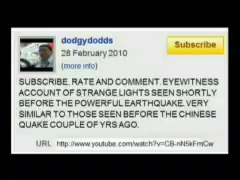 dodgydodds
Subscribe
28 February 2010
(more info)
SUBSCRIBE, RATE AND COMMENT. EYEWITNESS
ACCOUNT OF STRANGE LIGHTS SEEN SHORTLY
BEFORE THE POWERFUL EARTHQUAKE. VERY
SIMILAR TO THOSE SEEN BEFORE THE CHINESE
QUAKE COUPLE OF YRS AGO.
URL http://www.youtube.com/watch?v=CB-nN5kFmCw